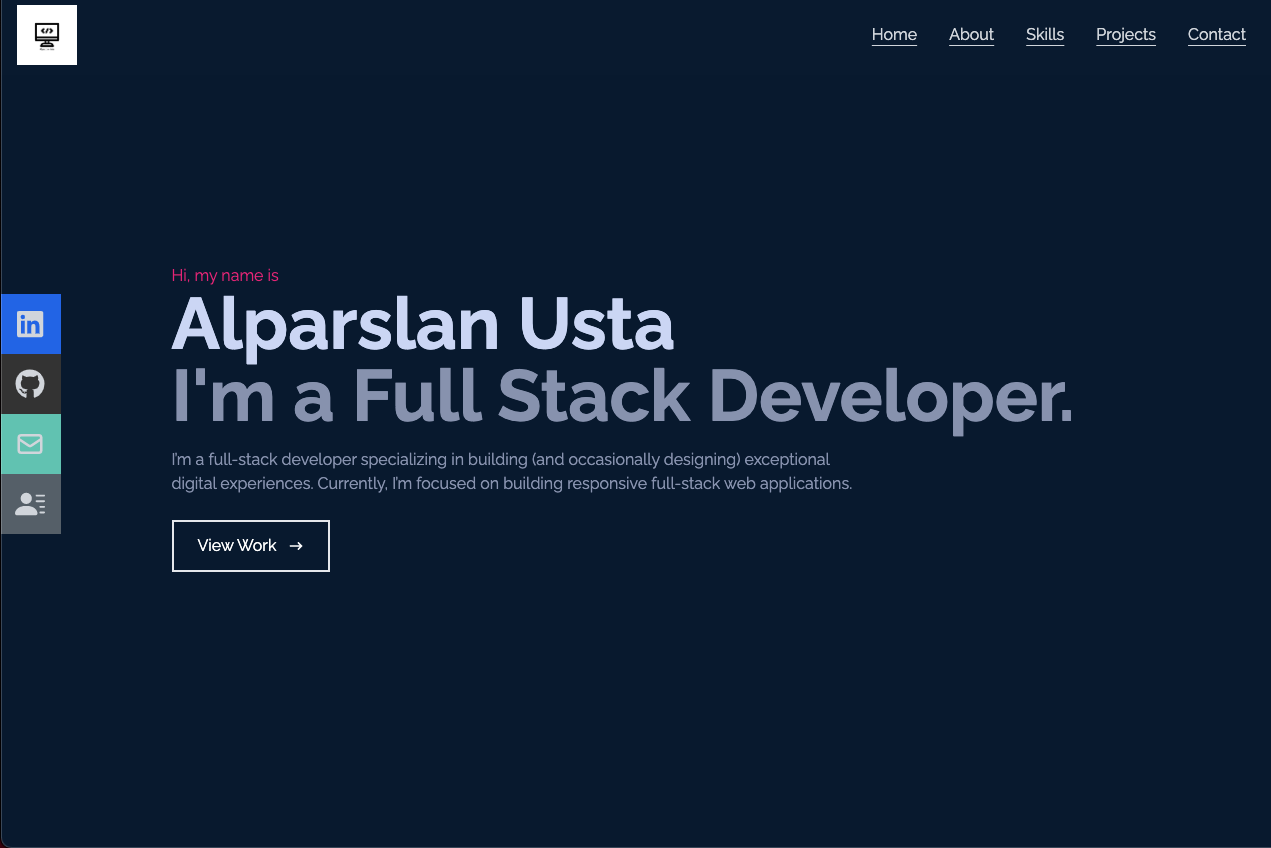 Home About Skills Projects Contact
Hi, my name is
Alparslan Usta
I'm a Full Stack Developer.
I'm a full-stack developer specializing in building (and occasionally designing) exceptional
digital experiences. Currently, I'm focused on building responsive full-stack web applications.
in
View Work →